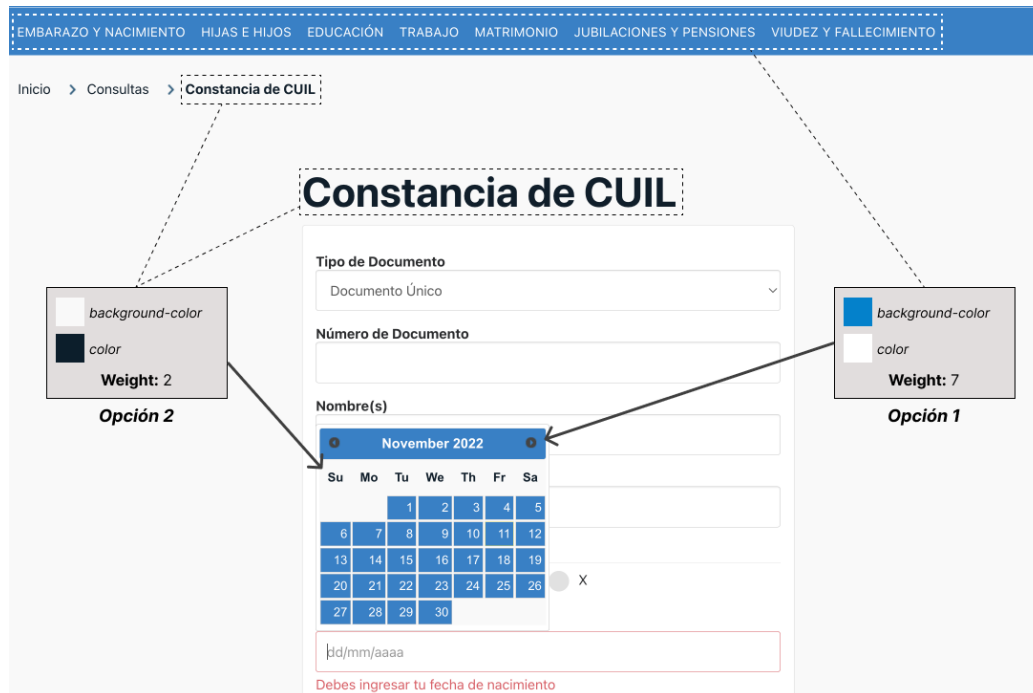 EMBARAZO Y NACIMIENTO HIJAS E HIJOS EDUCACIÓN TRABAJO MATRIMONIO JUBILACIONES Y PENSIONES VIUDEZ Y FALLECIMIENTO
Inicio > Consultas > Constancia de CUIL
Constancia de CUIL
Tipo de Documento
Documento Único
Número de Documento
Nombre(s)
November 2022
Su Mo Tu We Th Fr Sa
1 2 3 4 5
6 7 8 9 10 11 12
13 14 15 16 17 18 19
20 21 22 23 24 25 26
27 28 29 30
X
dd/mm/aaaa
Debes ingresar tu fecha de nacimiento
background-color
color
Weight: 2
Opción 2
background-color
color
Weight: 7
Opción 1